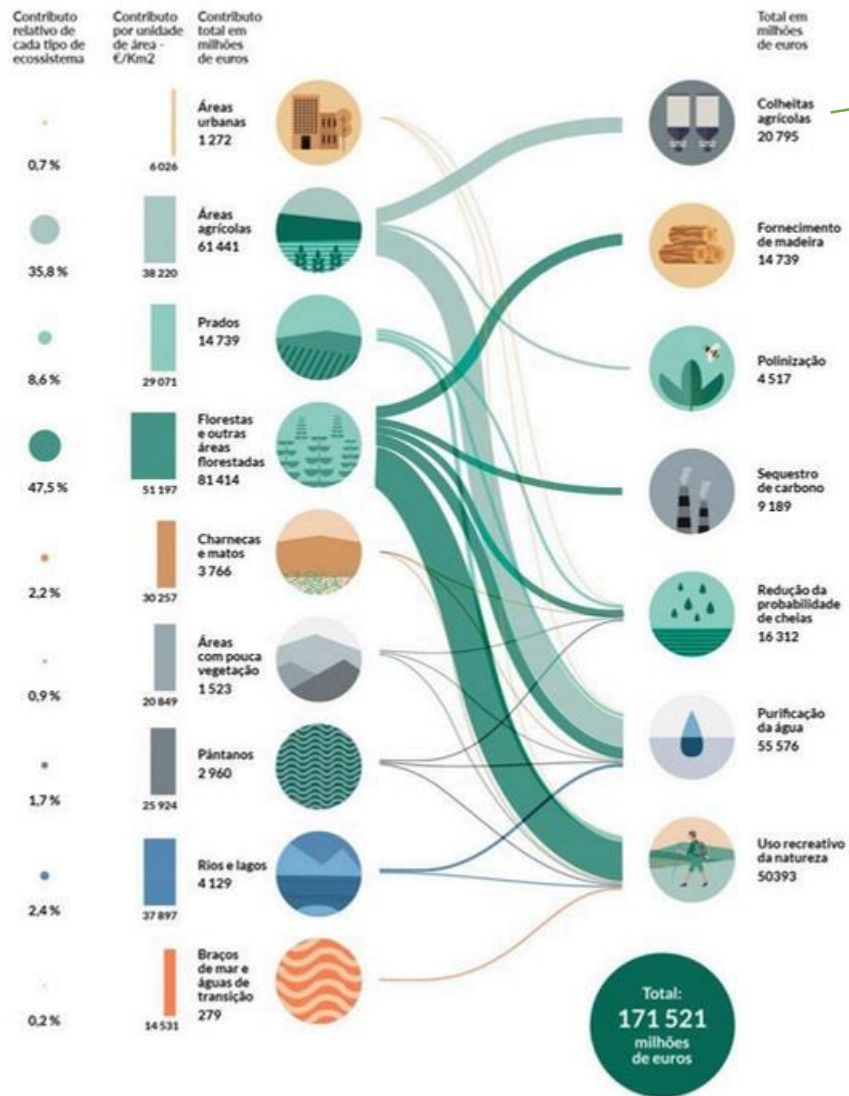 Contributo
relativo de
cada tipo de
ecossistema
Contributo
por unidade
de área -
€/Km2
Contributo
total em
milhões
de euros
Total em
milhões
de euros
0,7 %
6 026
Áreas
urbanas
1 272
35,8 %
38 220
Áreas
agrícolas
61 441
8,6 %
29 071
Prados
14 739
47,5 %
51 197
Florestas
e outras
áreas
florestadas
81 414
2,2 %
30 257
Charnecas
e matos
3 766
0,9 %
20 849
Áreas
com pouca
vegetação
1 523
1,7 %
25 924
Pântanos
2 960
2,4 %
37 897
Rios e lagos
4 129
0,2 %
14 531
Braços
de mar e
águas de
transição
279
Colheitas
agrícolas
20 795
Fornecimento
de madeira
14 739
Polinização
4 517
Sequestro
de carbono
9 189
Redução da
probabilidade
de cheias
16 312
Purificação
da água
55 576
Uso recreativo
da natureza
50393
Total:
171 521
milhões
de euros